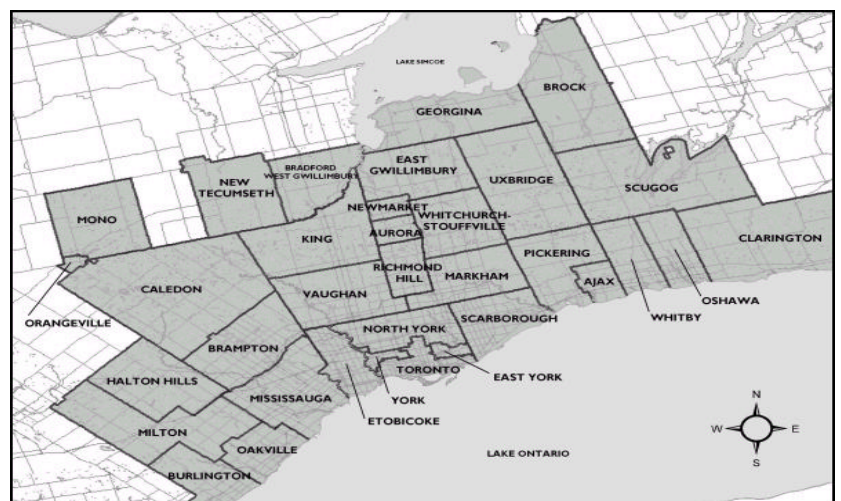 LAKE SIMCOE
BROCK
GEORGINA
EAST
GWILLIMBURY
BRADFORD
WEST GWILLIMBURY
NEW
TECUMSETH
UXBRIDGE
SCUGOG
MONO
NEWMARKET
WHITCHURCH-
STOUFFVILLE
AURORA
KING
CLARINGTON
PICKERING
RICHMOND
HILL
MARKHAM
AJAX
CALEDON
VAUGHAN
OSHAWA
WHITBY
ORANGEVILLE
SCARBOROUGH
NORTH YORK
BRAMPTON
TORONTO
EAST YORK
HALTON HILLS
MISSISSAUGA
YORK
ETOBICOKE
MILTON
OAKVILLE
BURLINGTON
LAKE ONTARIO
N
W E
S